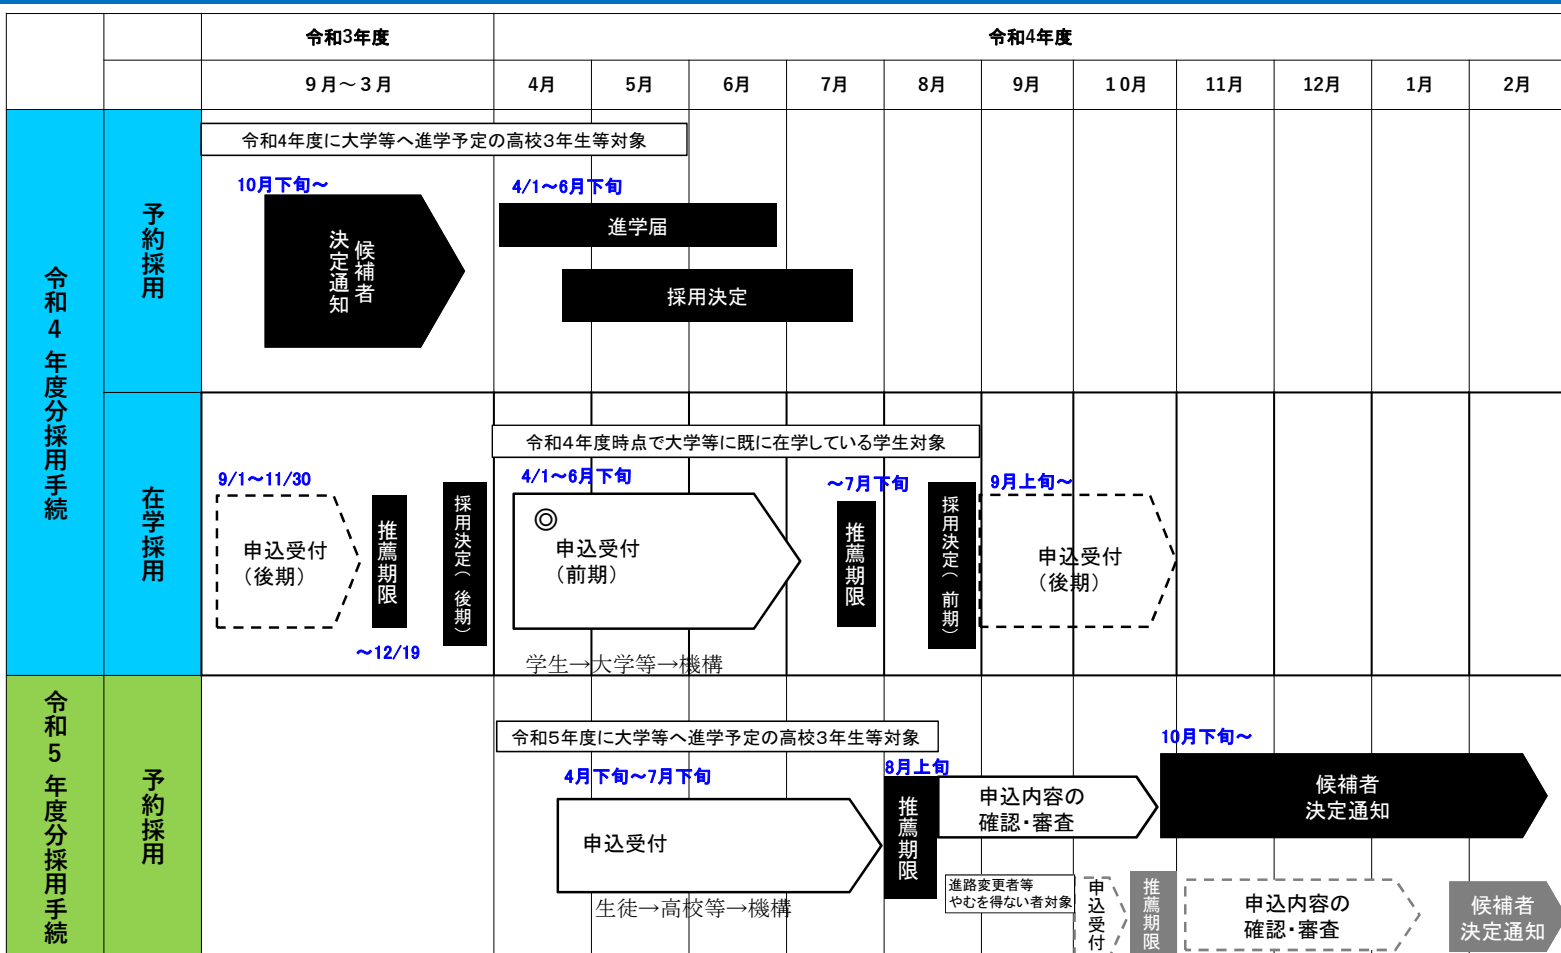 令和3年度
令和4年度
9月～3月
4月
5月
6月
7月
8月
9月
10月
11月
12月
1月
2月
令和4年度分採用手続
予約採用
令和4年度に大学等へ進学予定の高校3年生等対象
10月下旬～
候補者
決定通知
4/1～6月下旬
進学届
採用決定
在学採用
令和4年度時点で大学等に既に在学している学生対象
9/1～11/30
申込受付
（後期）
推薦期限
～12/19
採用決定（後期）
4/1～6月下旬
◎
申込受付
（前期）
学生→大学等→機構
～7月下旬
推薦期限
採用決定（前期）
9月上旬～
申込受付
（後期）
令和5年度分採用手続
予約採用
令和5年度に大学等へ進学予定の高校3年生等対象
4月下旬～7月下旬
申込受付
生徒→高校等→機構
8月上旬
推薦期限
申込内容の
確認・審査
10月下旬～
候補者
決定通知
進路変更者等
やむを得ない者対象
申込受付
推薦期限
申込内容の
確認・審査
候補者
決定通知